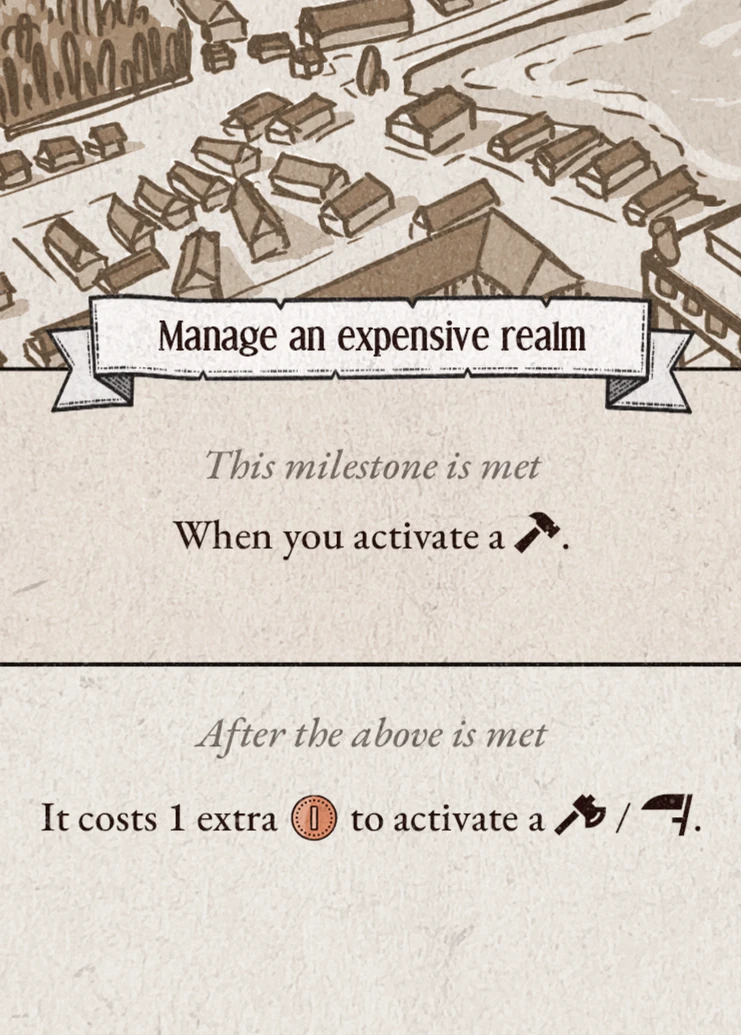 Manage an expensive realm
This milestone is met
When you activate a .
After the above is met
It costs 1 extra to activate a / .